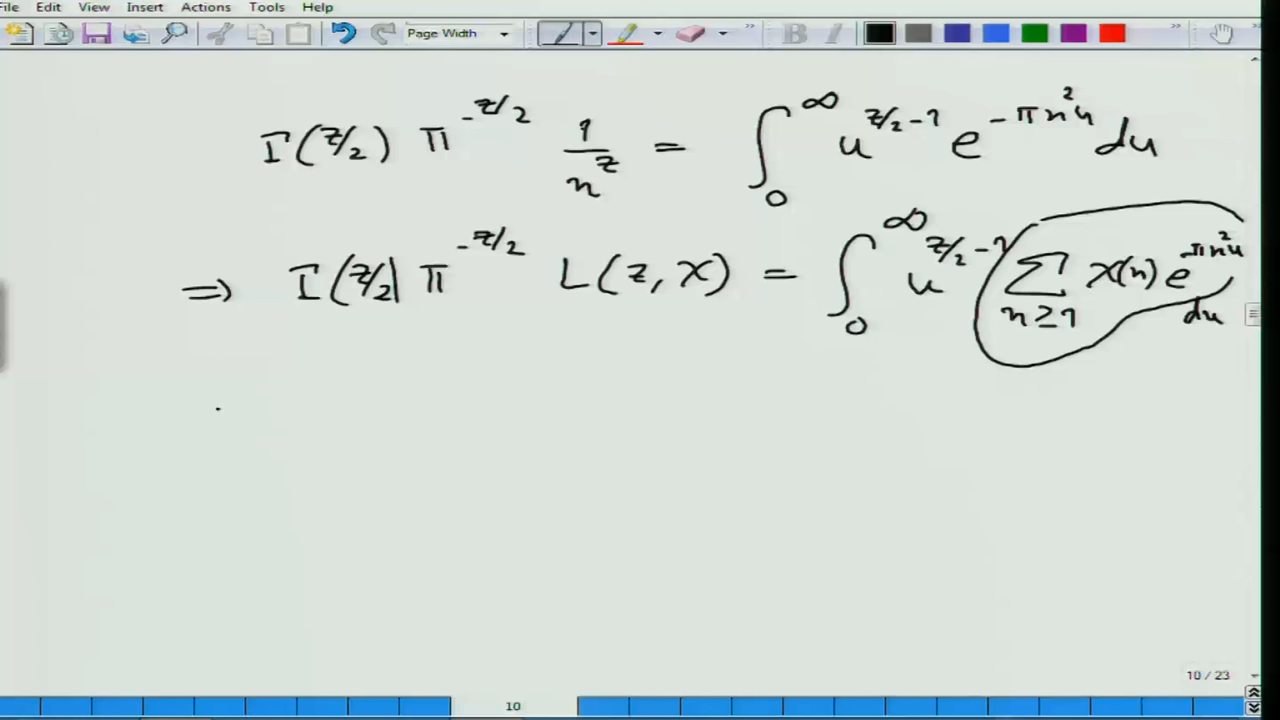 File Edit View Insert Actions Tools Help
Page Width
Γ(z/2) π^{-z/2} 1/n^z = ∫_0^∞ u^{z/2-1} e^{-πn²u} du
⇒ Γ(z/2) π^{-z/2} L(z, χ) = ∫_0^∞ u^{z/2-1} Σ_{n≥1} χ(n) e^{-πn²u} du
10 / 23
10